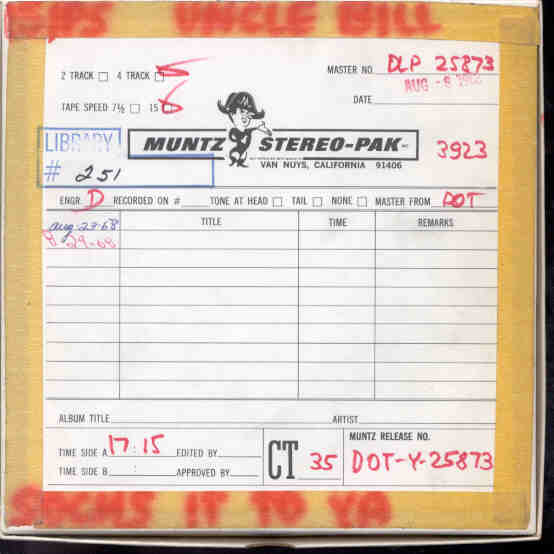 UNCLE BILL
2 TRACK ☐ 4 TRACK ☐
MASTER NO. DLP 25873
AUG - 8 1968
TAPE SPEED: 7½ ☐ 15 ☐
DATE
LIBRARY
# 251
MUNTZ STEREO-PAK INC
VAN NUYS, CALIFORNIA 91406
3923
ENGR. D RECORDED ON # TONE AT HEAD ☐ TAIL ☐ NONE ☐ MASTER FROM DOT
TITLE TIME REMARKS
aug-29-68
8-29-68
ALBUM TITLE ARTIST
TIME SIDE A 17:15 EDITED BY
TIME SIDE B : APPROVED BY
CT 35
MUNTZ RELEASE NO.
DOT-Y-25873
SOCKS IT TO YA